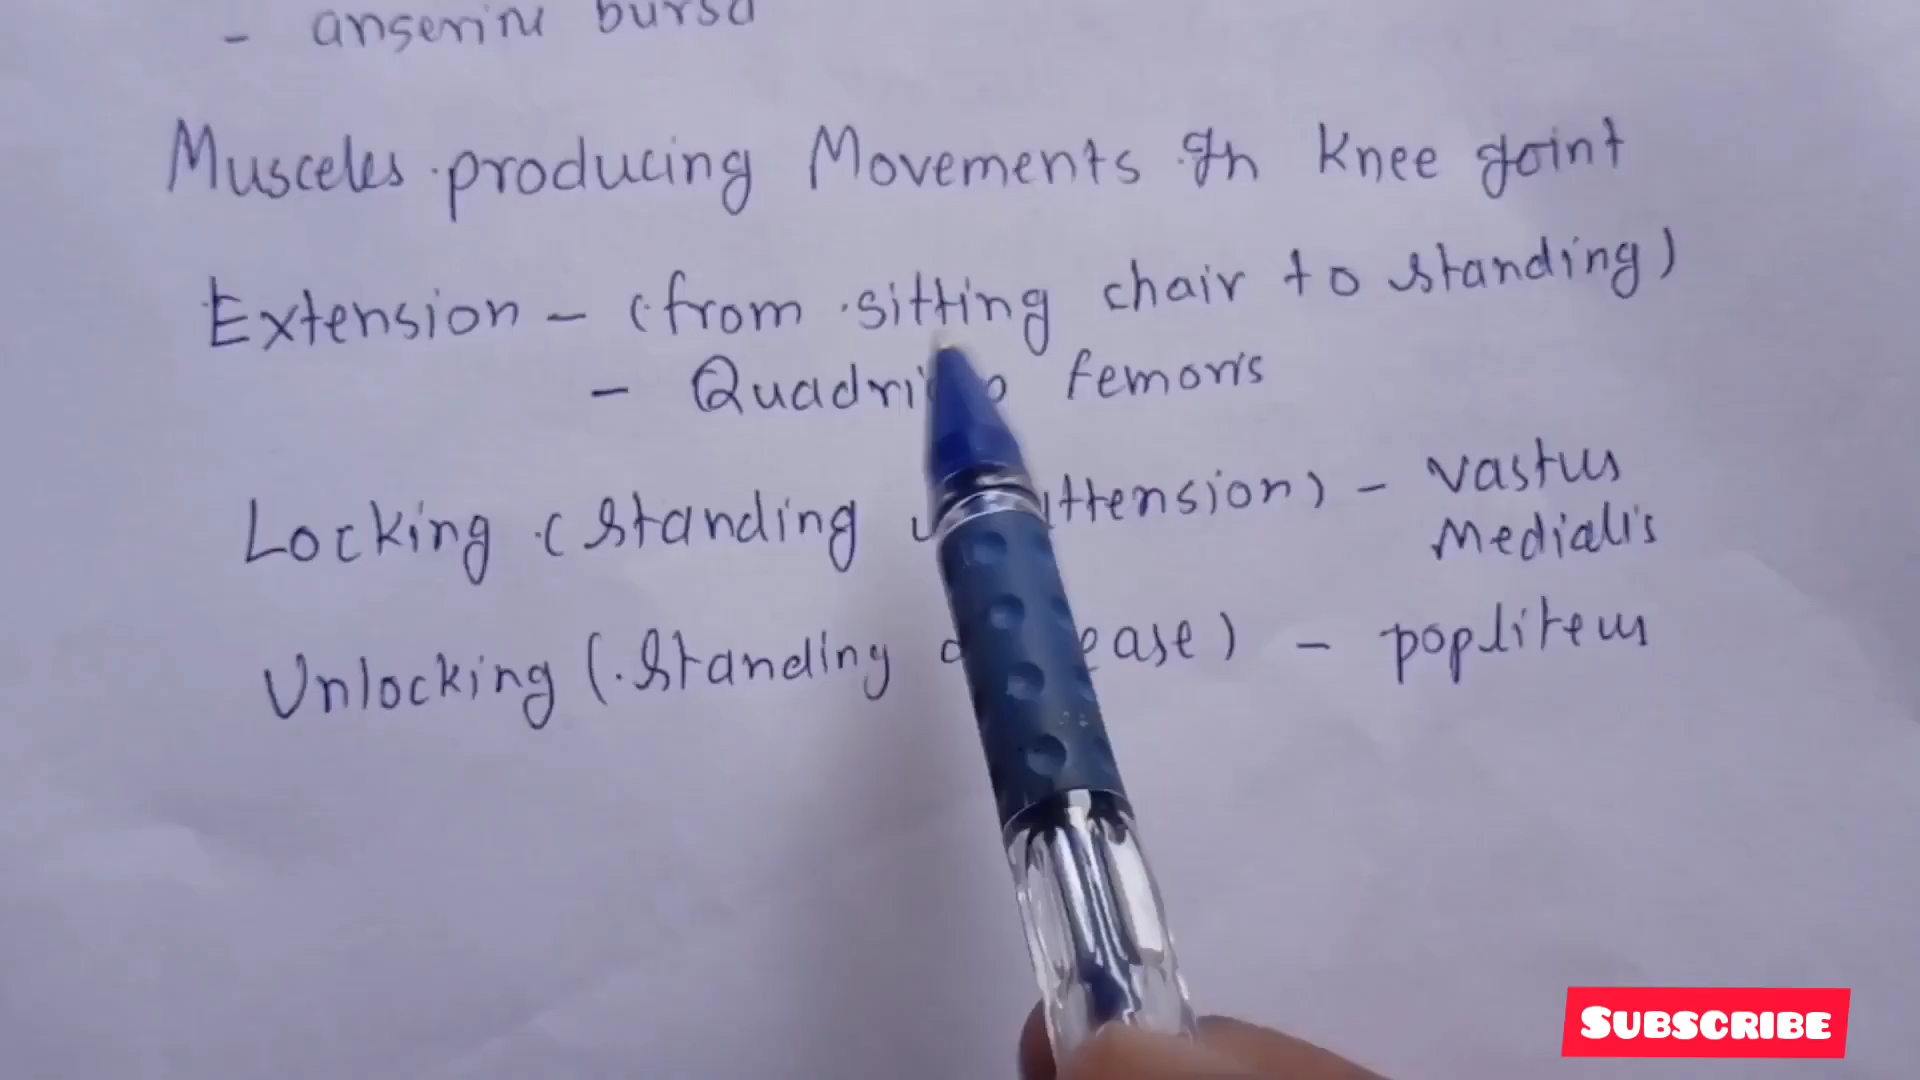 - anserine bursa
Musceles producing Movements In knee joint
Extension - (from sitting chair to standing)
- femoris
Locking (standing - vastus
Medialis
Unlocking (standing - popliteus
SUBSCRIBE